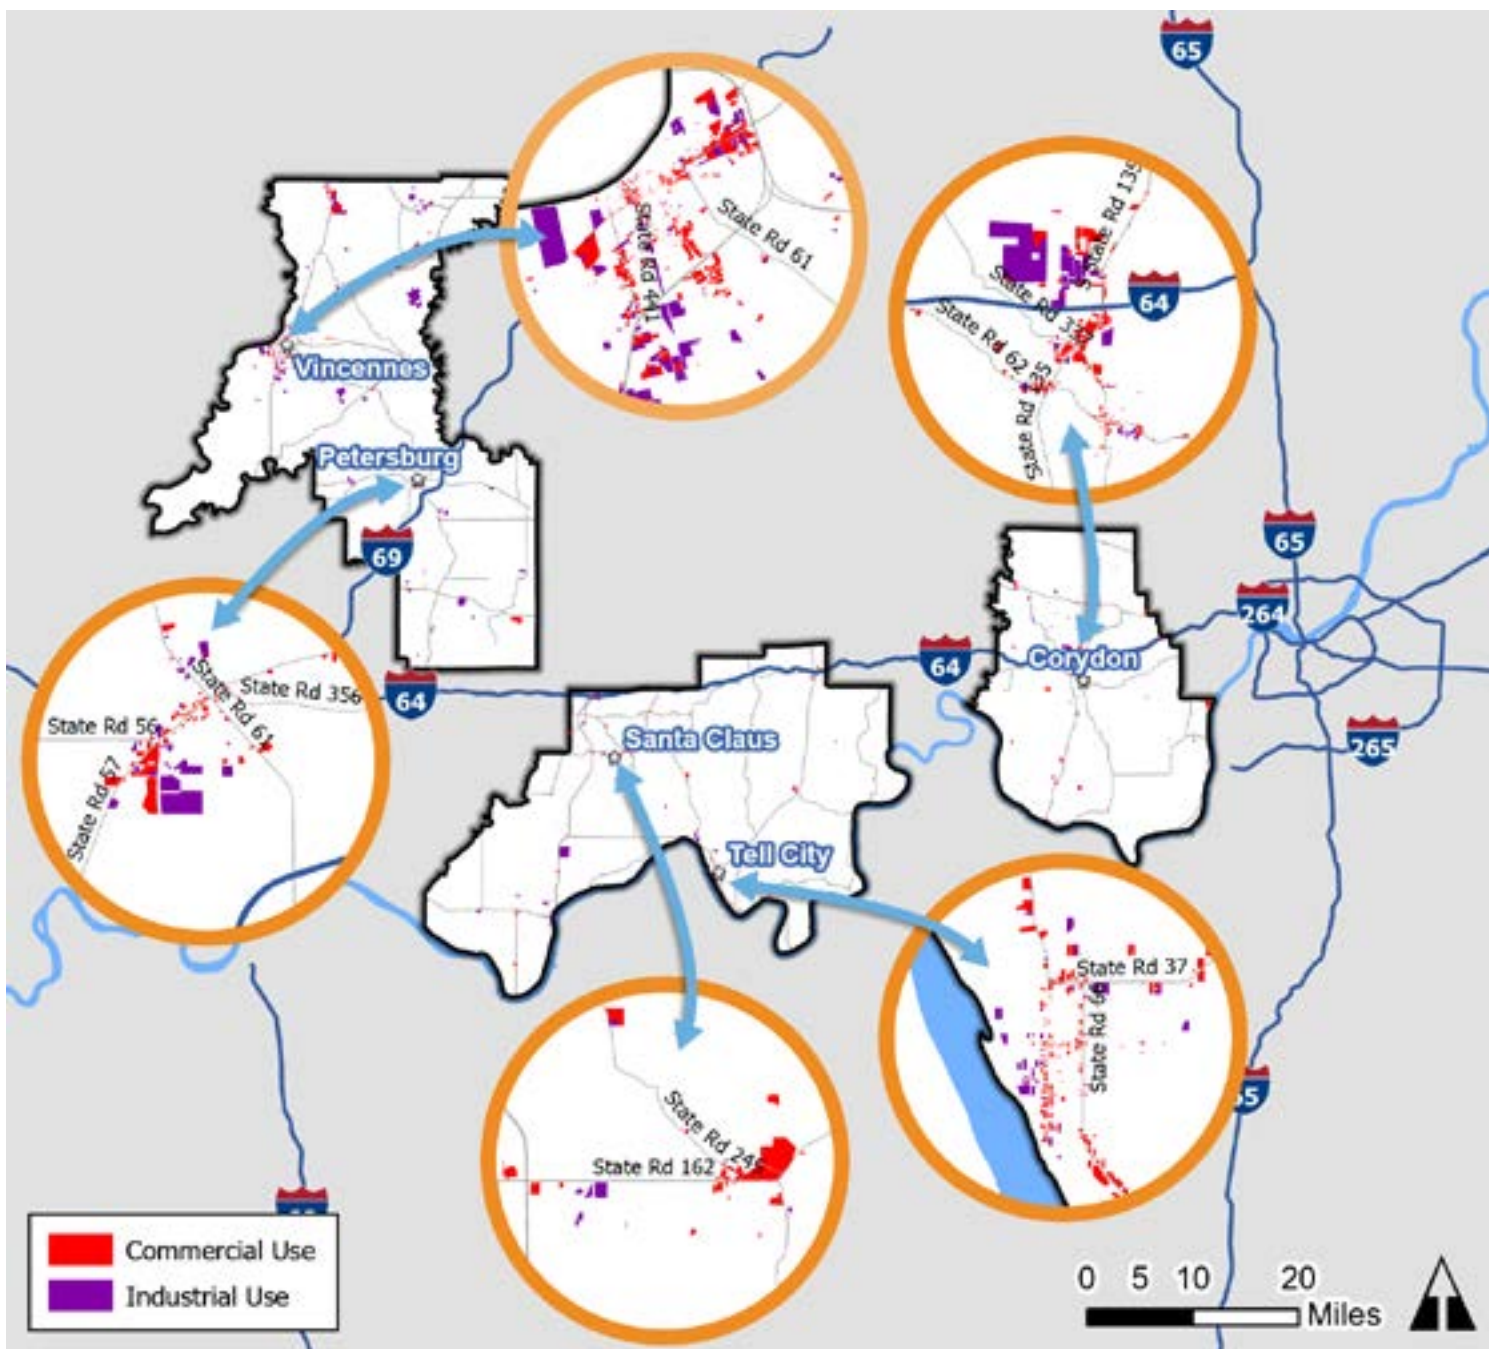 65
State Rd 135
State Rd 61
State Rd 441
64
State Rd 337
State Rd 62
State Rd 135
Vincennes
Petersburg
69
65
264
64
Corydon
State Rd 61
State Rd 356
64
State Rd 56
State Rd 57
Santa Claus
265
Tell City
State Rd 37
State Rd 66
65
State Rd 245
State Rd 162
Commercial Use
Industrial Use
0 5 10 20
Miles